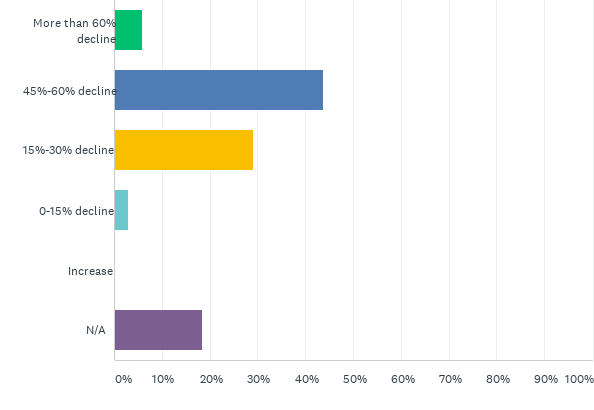 More than 60%
decline
45%-60% decline
15%-30% decline
0-15% decline
Increase
N/A
0% 10% 20% 30% 40% 50% 60% 70% 80% 90% 100%